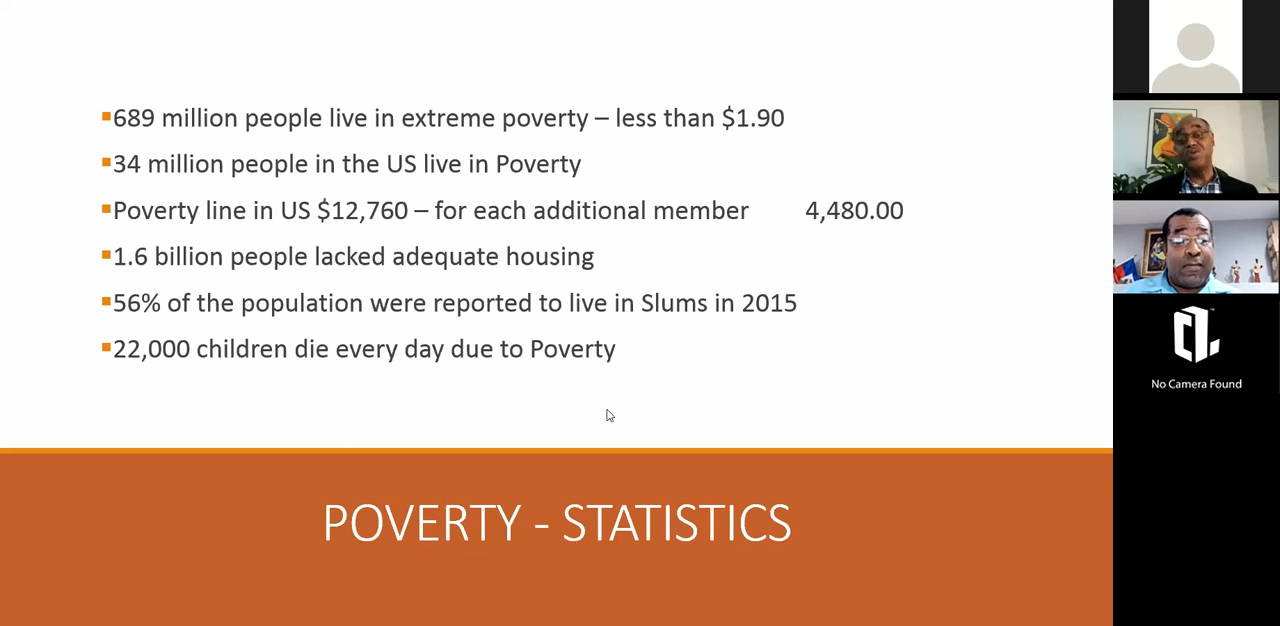 689 million people live in extreme poverty – less than $1.90
34 million people in the US live in Poverty
Poverty line in US $12,760 – for each additional member 4,480.00
1.6 billion people lacked adequate housing
56% of the population were reported to live in Slums in 2015
22,000 children die every day due to Poverty
POVERTY - STATISTICS
No Camera Found